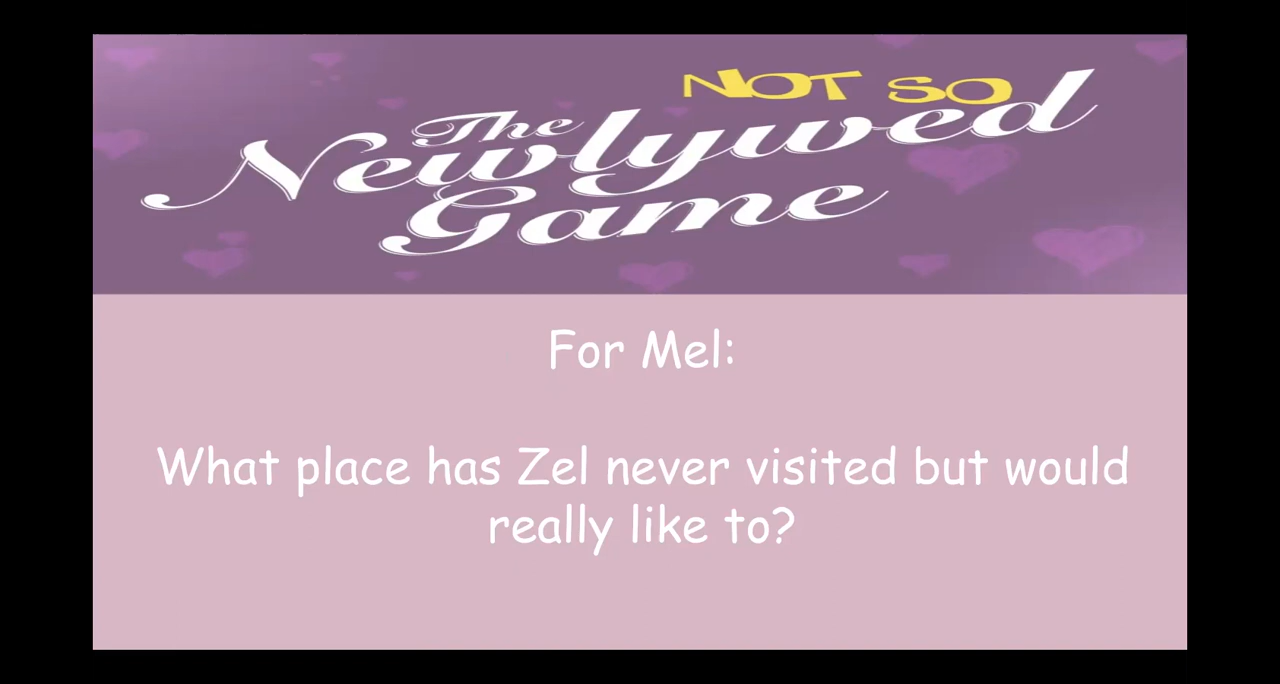 NOT SO
The
Newlywed
Game
For Mel:
What place has Zel never visited but would
really like to?